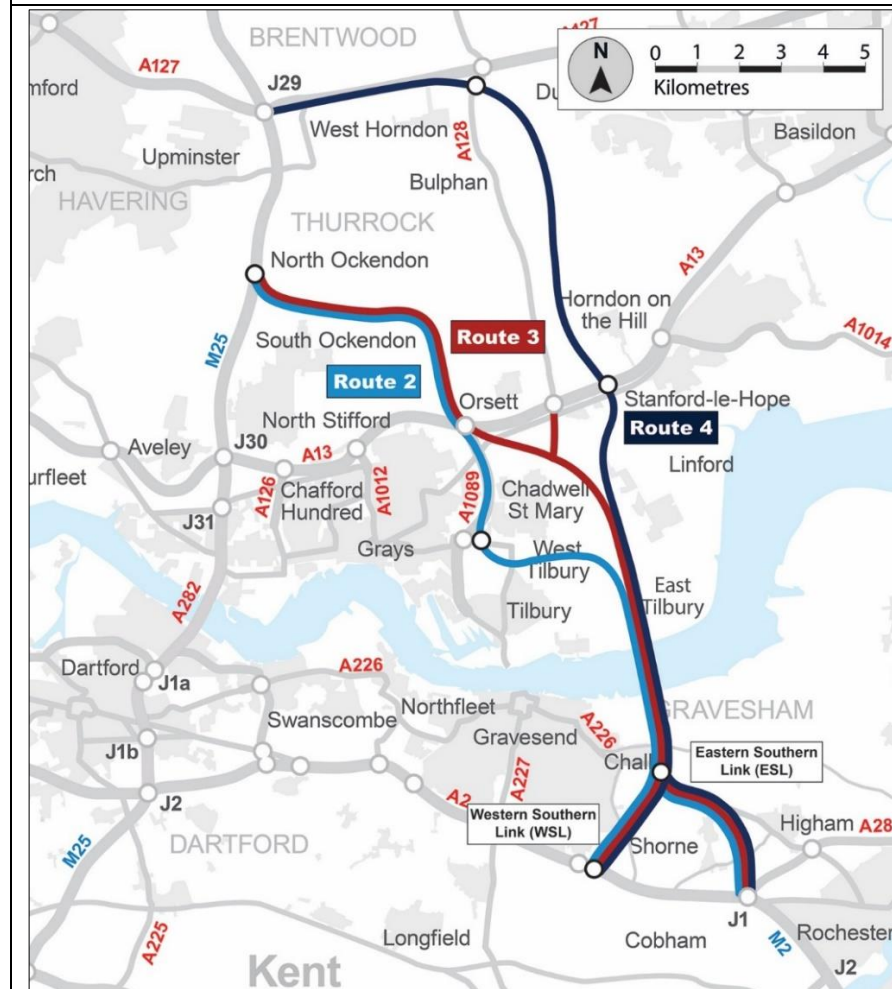 BRENTWOOD
A127
A127
N
0 1 2 3 4 5
Kilometres
J29
mford
West Horndon
A128
Du
Basildon
Upminster
rch
Bulphan
HAVERING
THURROCK
North Ockendon
A13
Horndon on
the Hill
A1014
M25
South Ockendon
Route 3
Route 2
Orsett
Stanford-le-Hope
Route 4
North Stifford
Aveley
J30
A13
Linford
urfleet
A126
Chafford
Hundred
A1012
A1089
Chadwell
St Mary
J31
Grays
West
Tilbury
A282
Tilbury
East
Tilbury
Dartford
J1a
A226
Northfleet
GRAVESHAM
Swanscombe
Gravesend
A226
J1b
A227
Chalk
Eastern Southern
Link (ESL)
J2
A2
Western Southern
Link (WSL)
Higham
A28
M25
DARTFORD
Shorne
J1
A225
Longfield
Cobham
M2
Rochester
J2
Kent